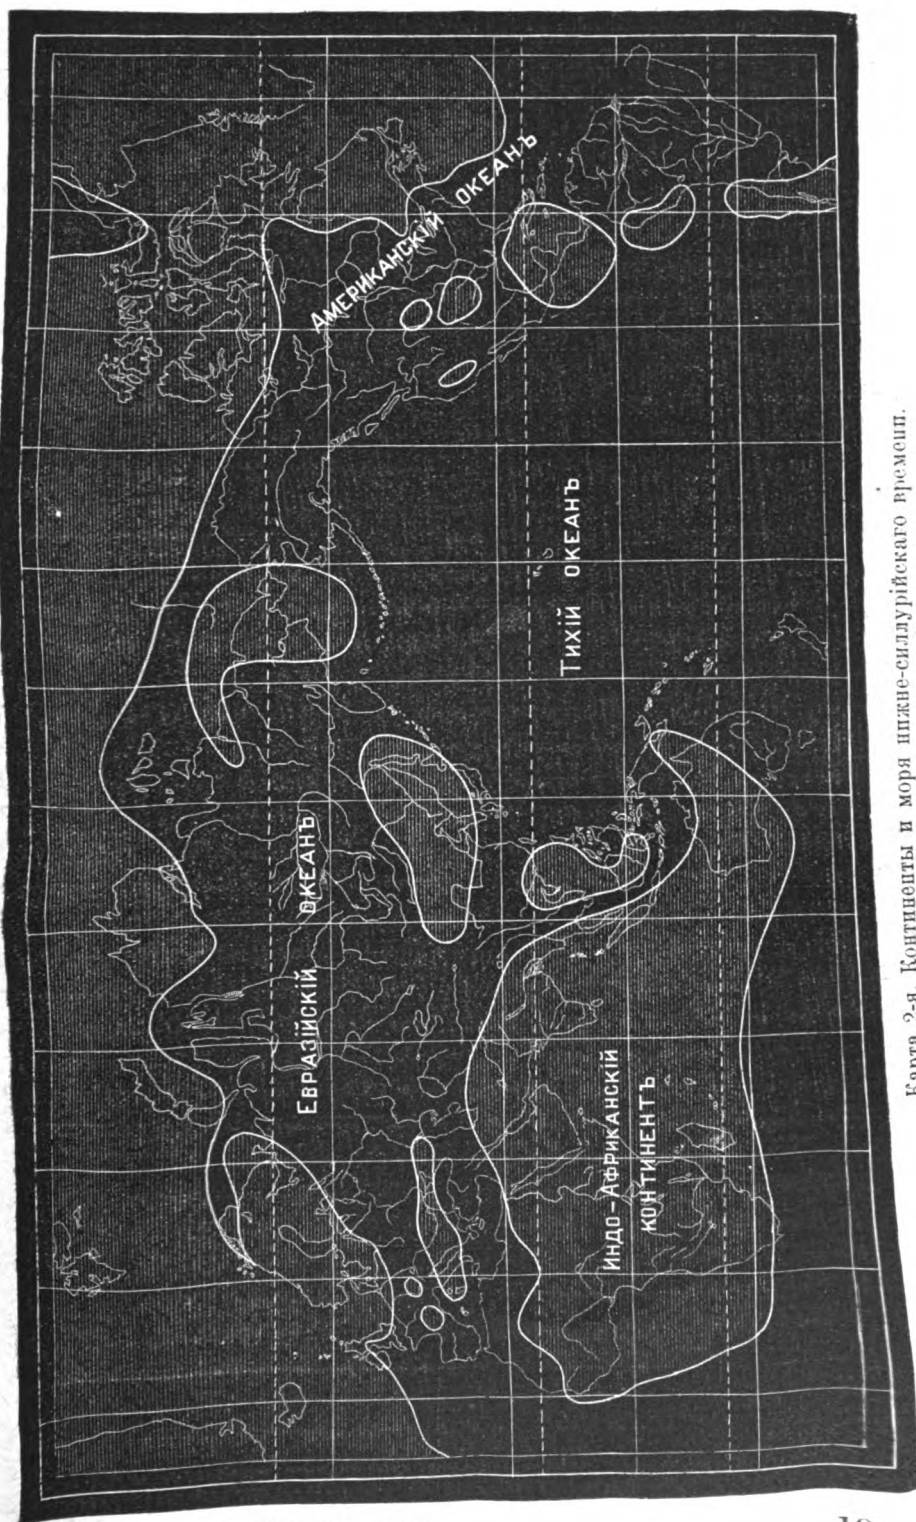 Американскій океанъ
Тихій океанъ
Евразійскій океанъ
Индо-Африканскій
континентъ
Карта 2-я. Континенты и моря нижне-силлурійскаго времени.